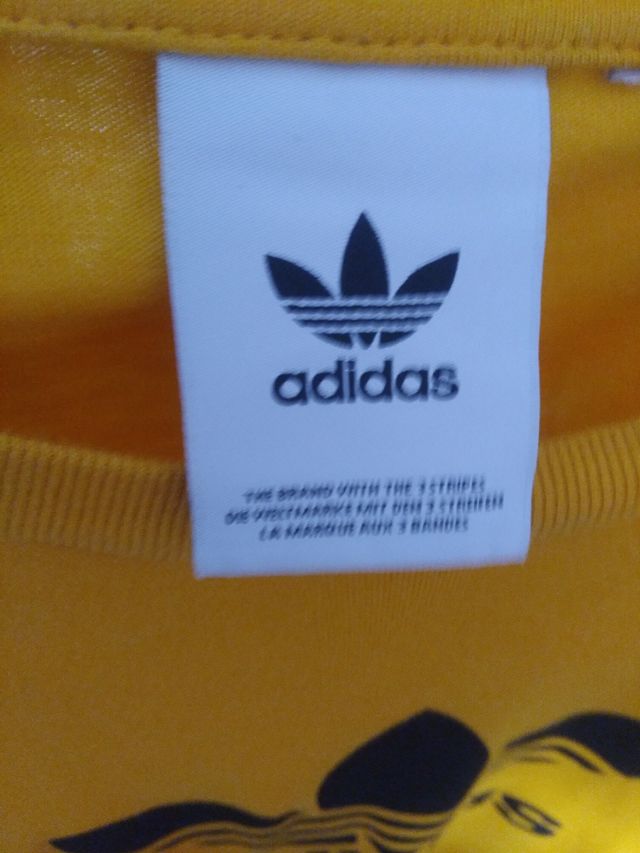 adidas
THE BRAND WITH THE 3 STRIPES
DIE WELTMARKE MIT DEN 3 STREIFEN
LA MARQUE AUX 3 BANDES